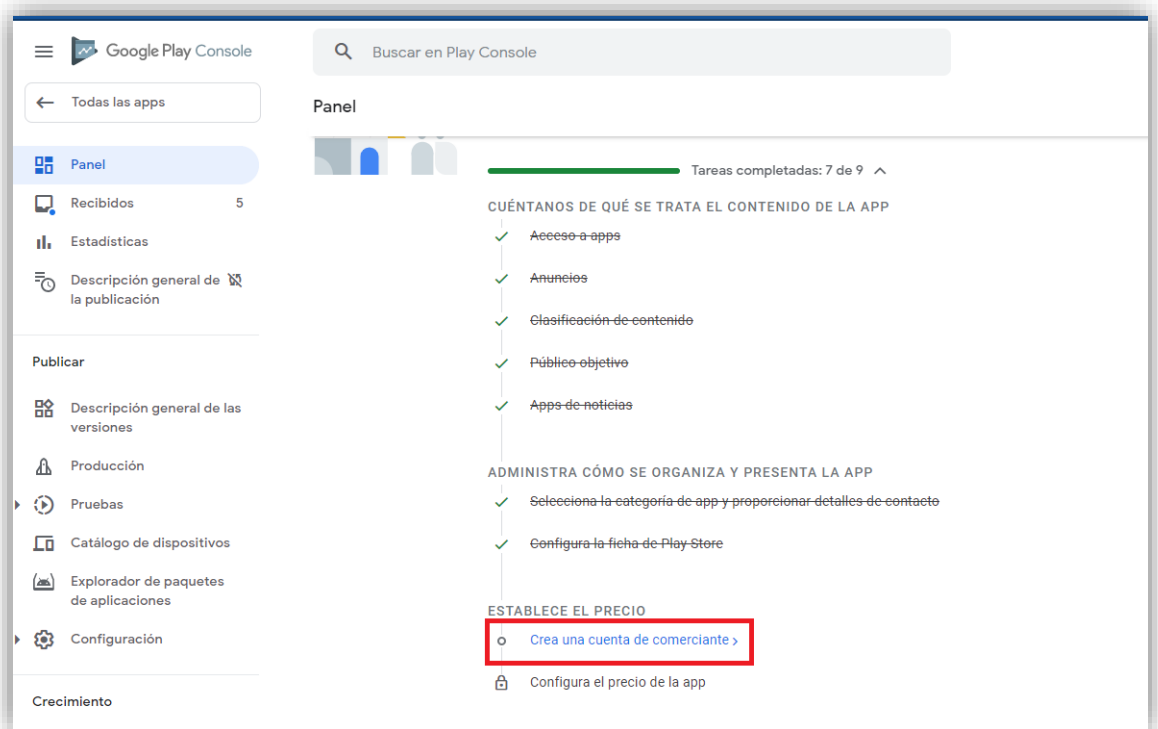 Google Play Console
Buscar en Play Console
Todas las apps
Panel
Panel
Recibidos 5
Estadísticas
Descripción general de
la publicación
Publicar
Descripción general de las
versiones
Producción
Pruebas
Catálogo de dispositivos
Explorador de paquetes
de aplicaciones
Configuración
Crecimiento
Tareas completadas: 7 de 9
CUÉNTANOS DE QUÉ SE TRATA EL CONTENIDO DE LA APP
Acceso a apps
Anuncios
Clasificación de contenido
Público objetivo
Apps de noticias
ADMINISTRA CÓMO SE ORGANIZA Y PRESENTA LA APP
Selecciona la categoría de app y proporcionar detalles de contacto
Configura la ficha de Play Store
ESTABLECE EL PRECIO
Crea una cuenta de comerciante
Configura el precio de la app